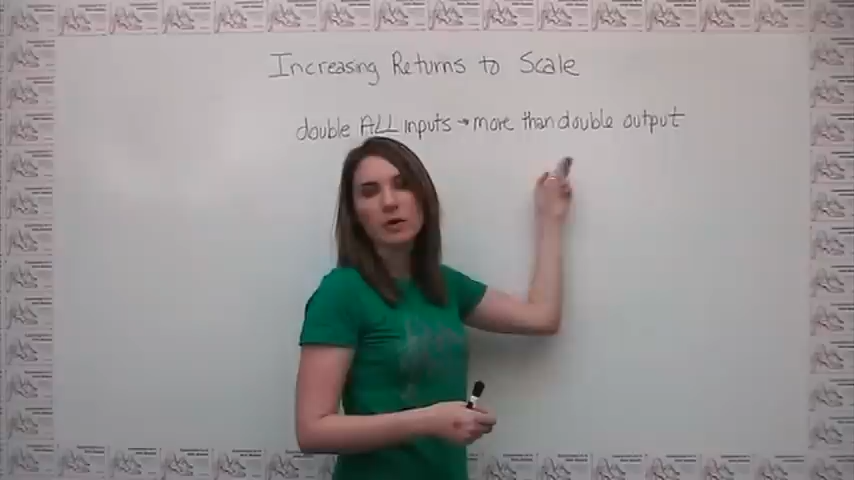 Increasing Returns to Scale
double ALL inputs → more than double output